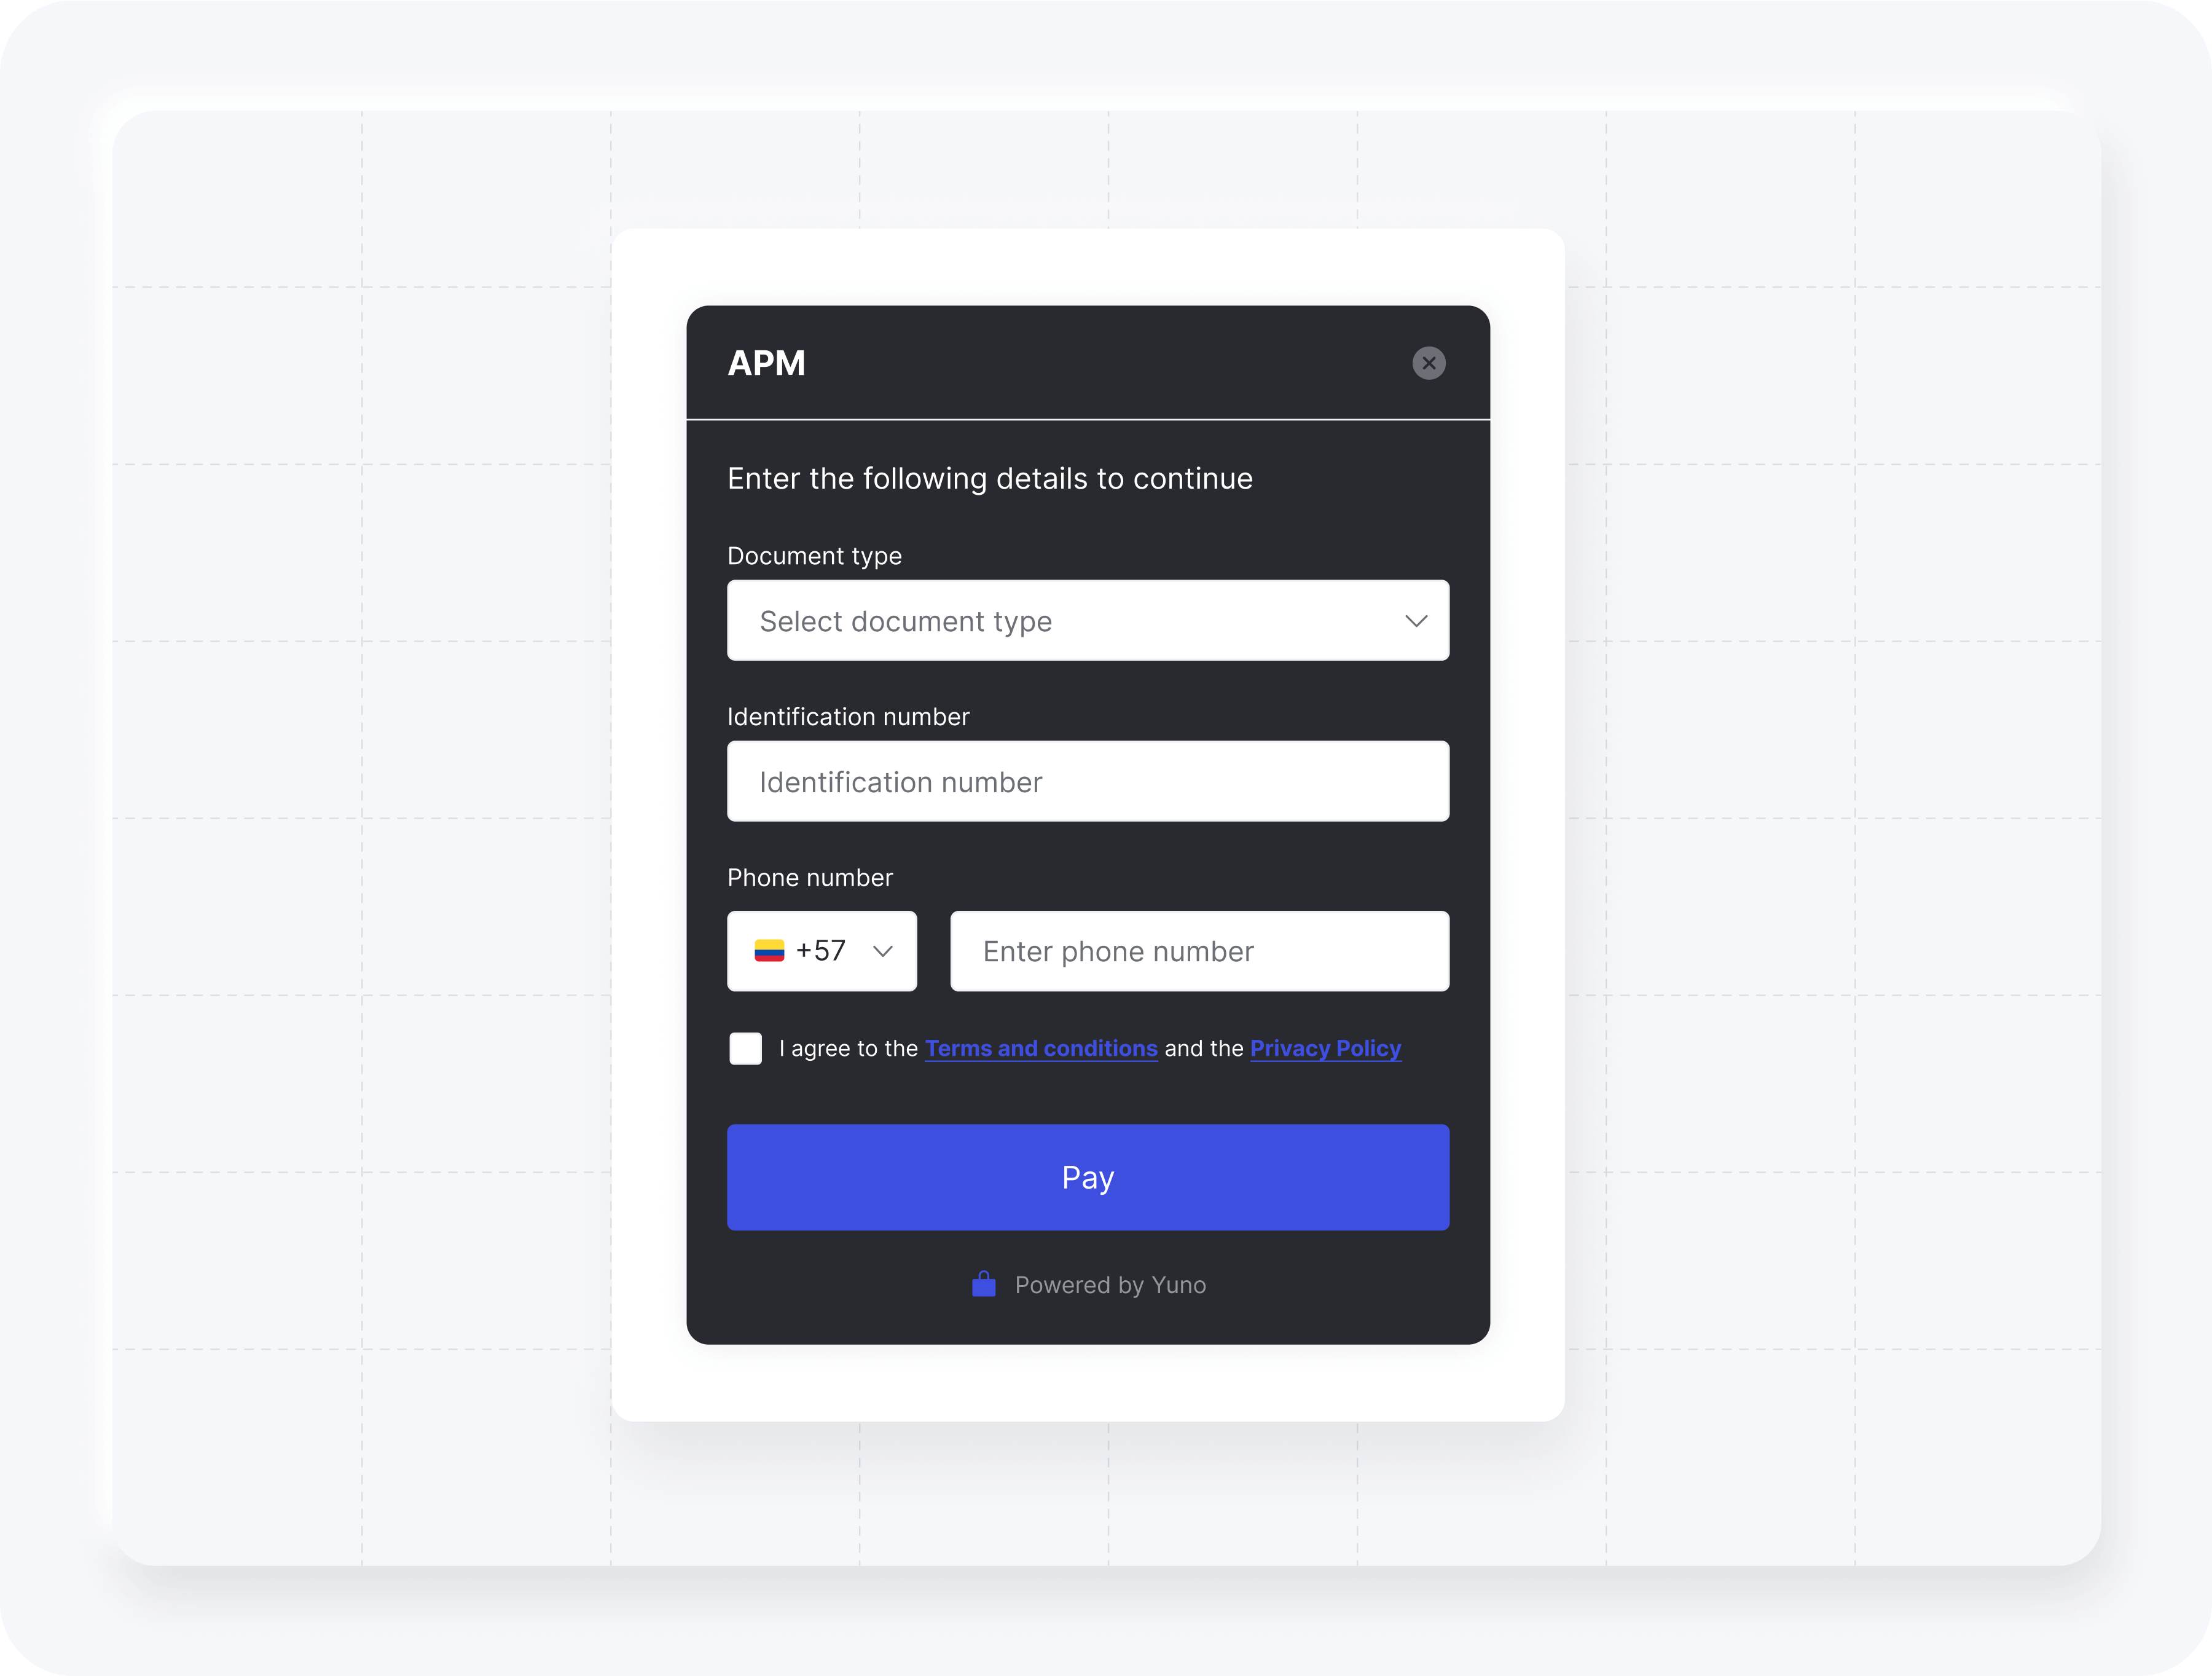 APM
Enter the following details to continue
Document type
Select document type
Identification number
Identification number
Phone number
+57
Enter phone number
I agree to the Terms and conditions and the Privacy Policy
Pay
Powered by Yuno